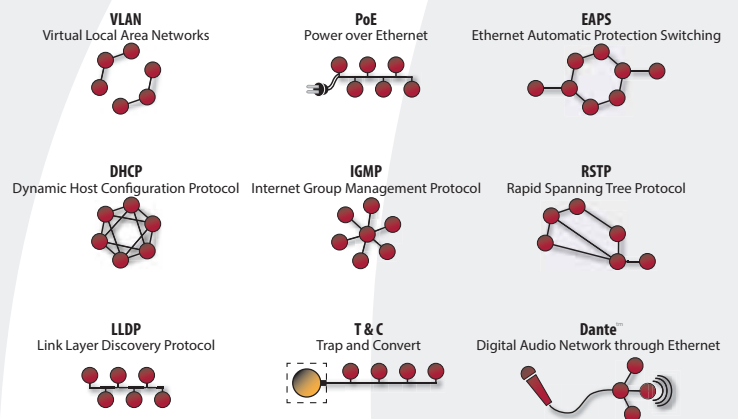 VLAN
Virtual Local Area Networks
PoE
Power over Ethernet
EAPS
Ethernet Automatic Protection Switching
DHCP
Dynamic Host Configuration Protocol
IGMP
Internet Group Management Protocol
RSTP
Rapid Spanning Tree Protocol
LLDP
Link Layer Discovery Protocol
T & C
Trap and Convert
Dante™
Digital Audio Network through Ethernet